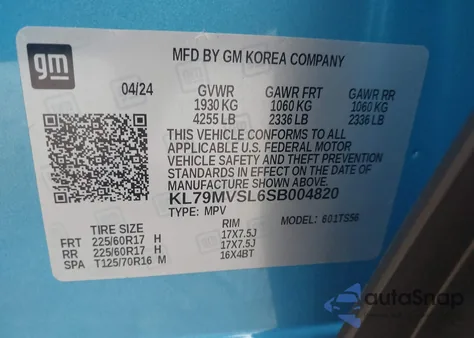 gm
MFD BY GM KOREA COMPANY
04/24 GVWR GAWR FRT GAWR RR
1930 KG 1060 KG 1060 KG
4255 LB 2336 LB 2336 LB
THIS VEHICLE CONFORMS TO ALL
APPLICABLE U.S. FEDERAL MOTOR
VEHICLE SAFETY AND THEFT PREVENTION
STANDARDS IN EFFECT ON THE DATE OF
MANUFACTURE SHOWN ABOVE.
KL79MVSL6SB004820
TYPE: MPV MODEL: 601TS56
TIRE SIZE RIM
FRT 225/60R17 H 17X7.5J
RR 225/60R17 H 17X7.5J
SPA T125/70R16 M 16X4BT
autoSnap